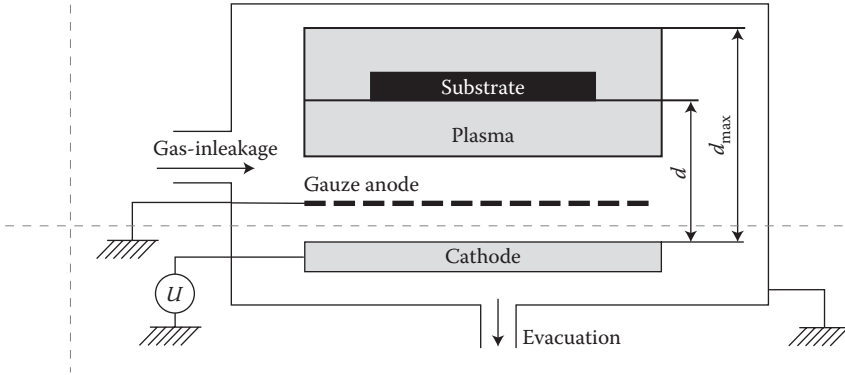 Substrate
Plasma
Gas-inleakage
Gauze anode
d
d_max
Cathode
U
Evacuation